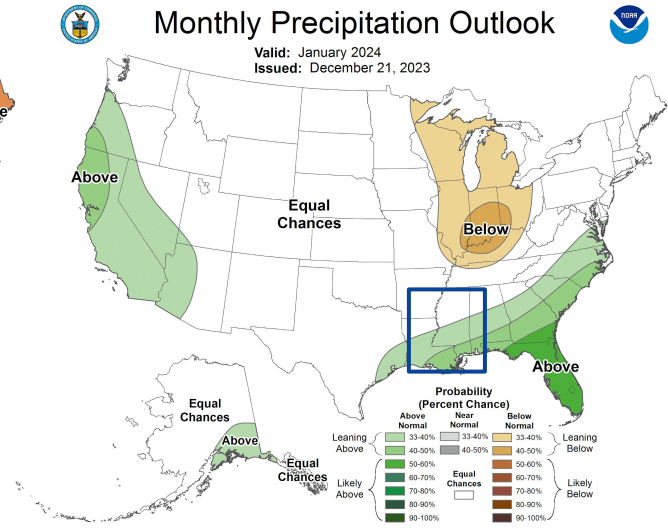 Monthly Precipitation Outlook
Valid: January 2024
Issued: December 21, 2023
NOAA
e
Above
Equal
Chances
Below
Above
Equal
Chances
Above
Equal
Chances
Probability
(Percent Chance)
Above Normal
Near Normal
Below Normal
Leaning Above
33-40%
40-50%
Likely Above
50-60%
60-70%
70-80%
80-90%
90-100%
33-40%
40-50%
Equal Chances
Leaning Below
33-40%
40-50%
Likely Below
50-60%
60-70%
70-80%
80-90%
90-100%